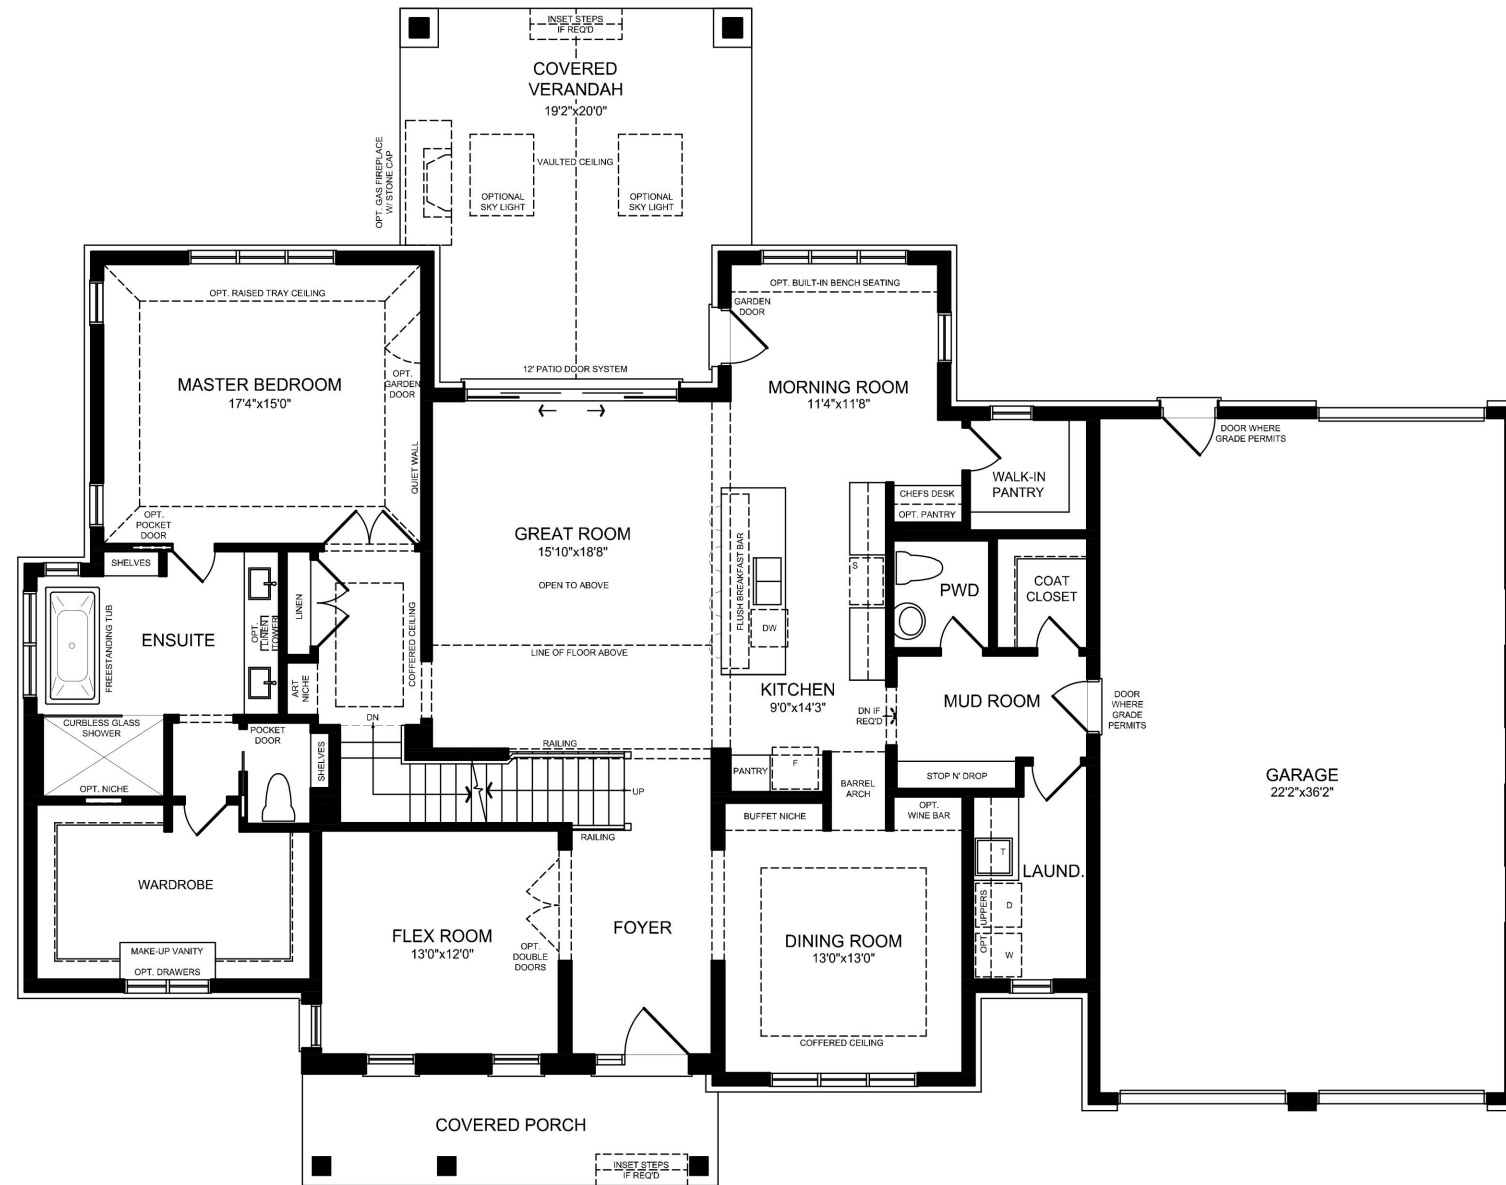 INSET STEPS
IF REQ'D
COVERED
VERANDAH
19'2"x20'0"
OPT. GAS FIREPLACE
W/ STONE CAP
VAULTED CEILING
OPTIONAL
SKY LIGHT
OPTIONAL
SKY LIGHT
OPT. RAISED TRAY CEILING
MASTER BEDROOM
17'4"x15'0"
OPT.
GARDEN
DOOR
QUIET WALL
OPT.
POCKET
DOOR
12' PATIO DOOR SYSTEM
GARDEN
DOOR
OPT. BUILT-IN BENCH SEATING
MORNING ROOM
11'4"x11'8"
DOOR WHERE
GRADE PERMITS
WALK-IN
PANTRY
CHEFS DESK
OPT. PANTRY
GREAT ROOM
15'10"x18'8"
OPEN TO ABOVE
LINE OF FLOOR ABOVE
FLUSH BREAKFAST BAR
DW
S
PWD
COAT
CLOSET
SHELVES
FREESTANDING TUB
ENSUITE
OPT.
LINEN
TOWER
LINEN
ART
NICHE
COFFERED CEILING
KITCHEN
9'0"x14'3"
DN IF
REQ'D
MUD ROOM
DOOR
WHERE
GRADE
PERMITS
CURBLESS GLASS
SHOWER
OPT. NICHE
POCKET
DOOR
SHELVES
DN
RAILING
UP
RAILING
PANTRY
F
BARREL
ARCH
STOP N' DROP
GARAGE
22'2"x36'2"
BUFFET NICHE
OPT.
WINE BAR
T
LAUND.
OPT. UPPERS
D
W
WARDROBE
MAKE-UP VANITY
OPT. DRAWERS
FLEX ROOM
13'0"x12'0"
OPT.
DOUBLE
DOORS
FOYER
DINING ROOM
13'0"x13'0"
COFFERED CEILING
COVERED PORCH
INSET STEPS
IF REQ'D